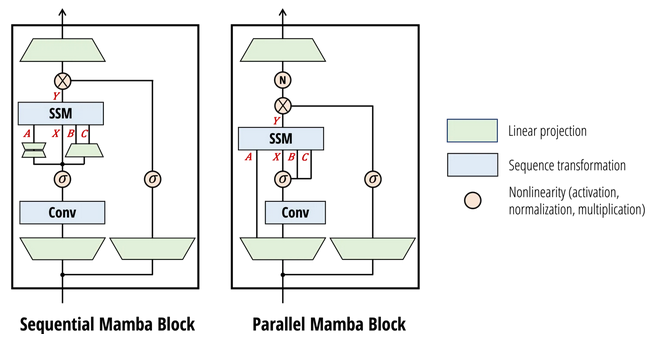 Y
SSM
A X B C
σ
σ
Conv
Sequential Mamba Block
N
Y
SSM
A X B C
σ
σ
Conv
Parallel Mamba Block
Linear projection
Sequence transformation
Nonlinearity (activation,
normalization, multiplication)